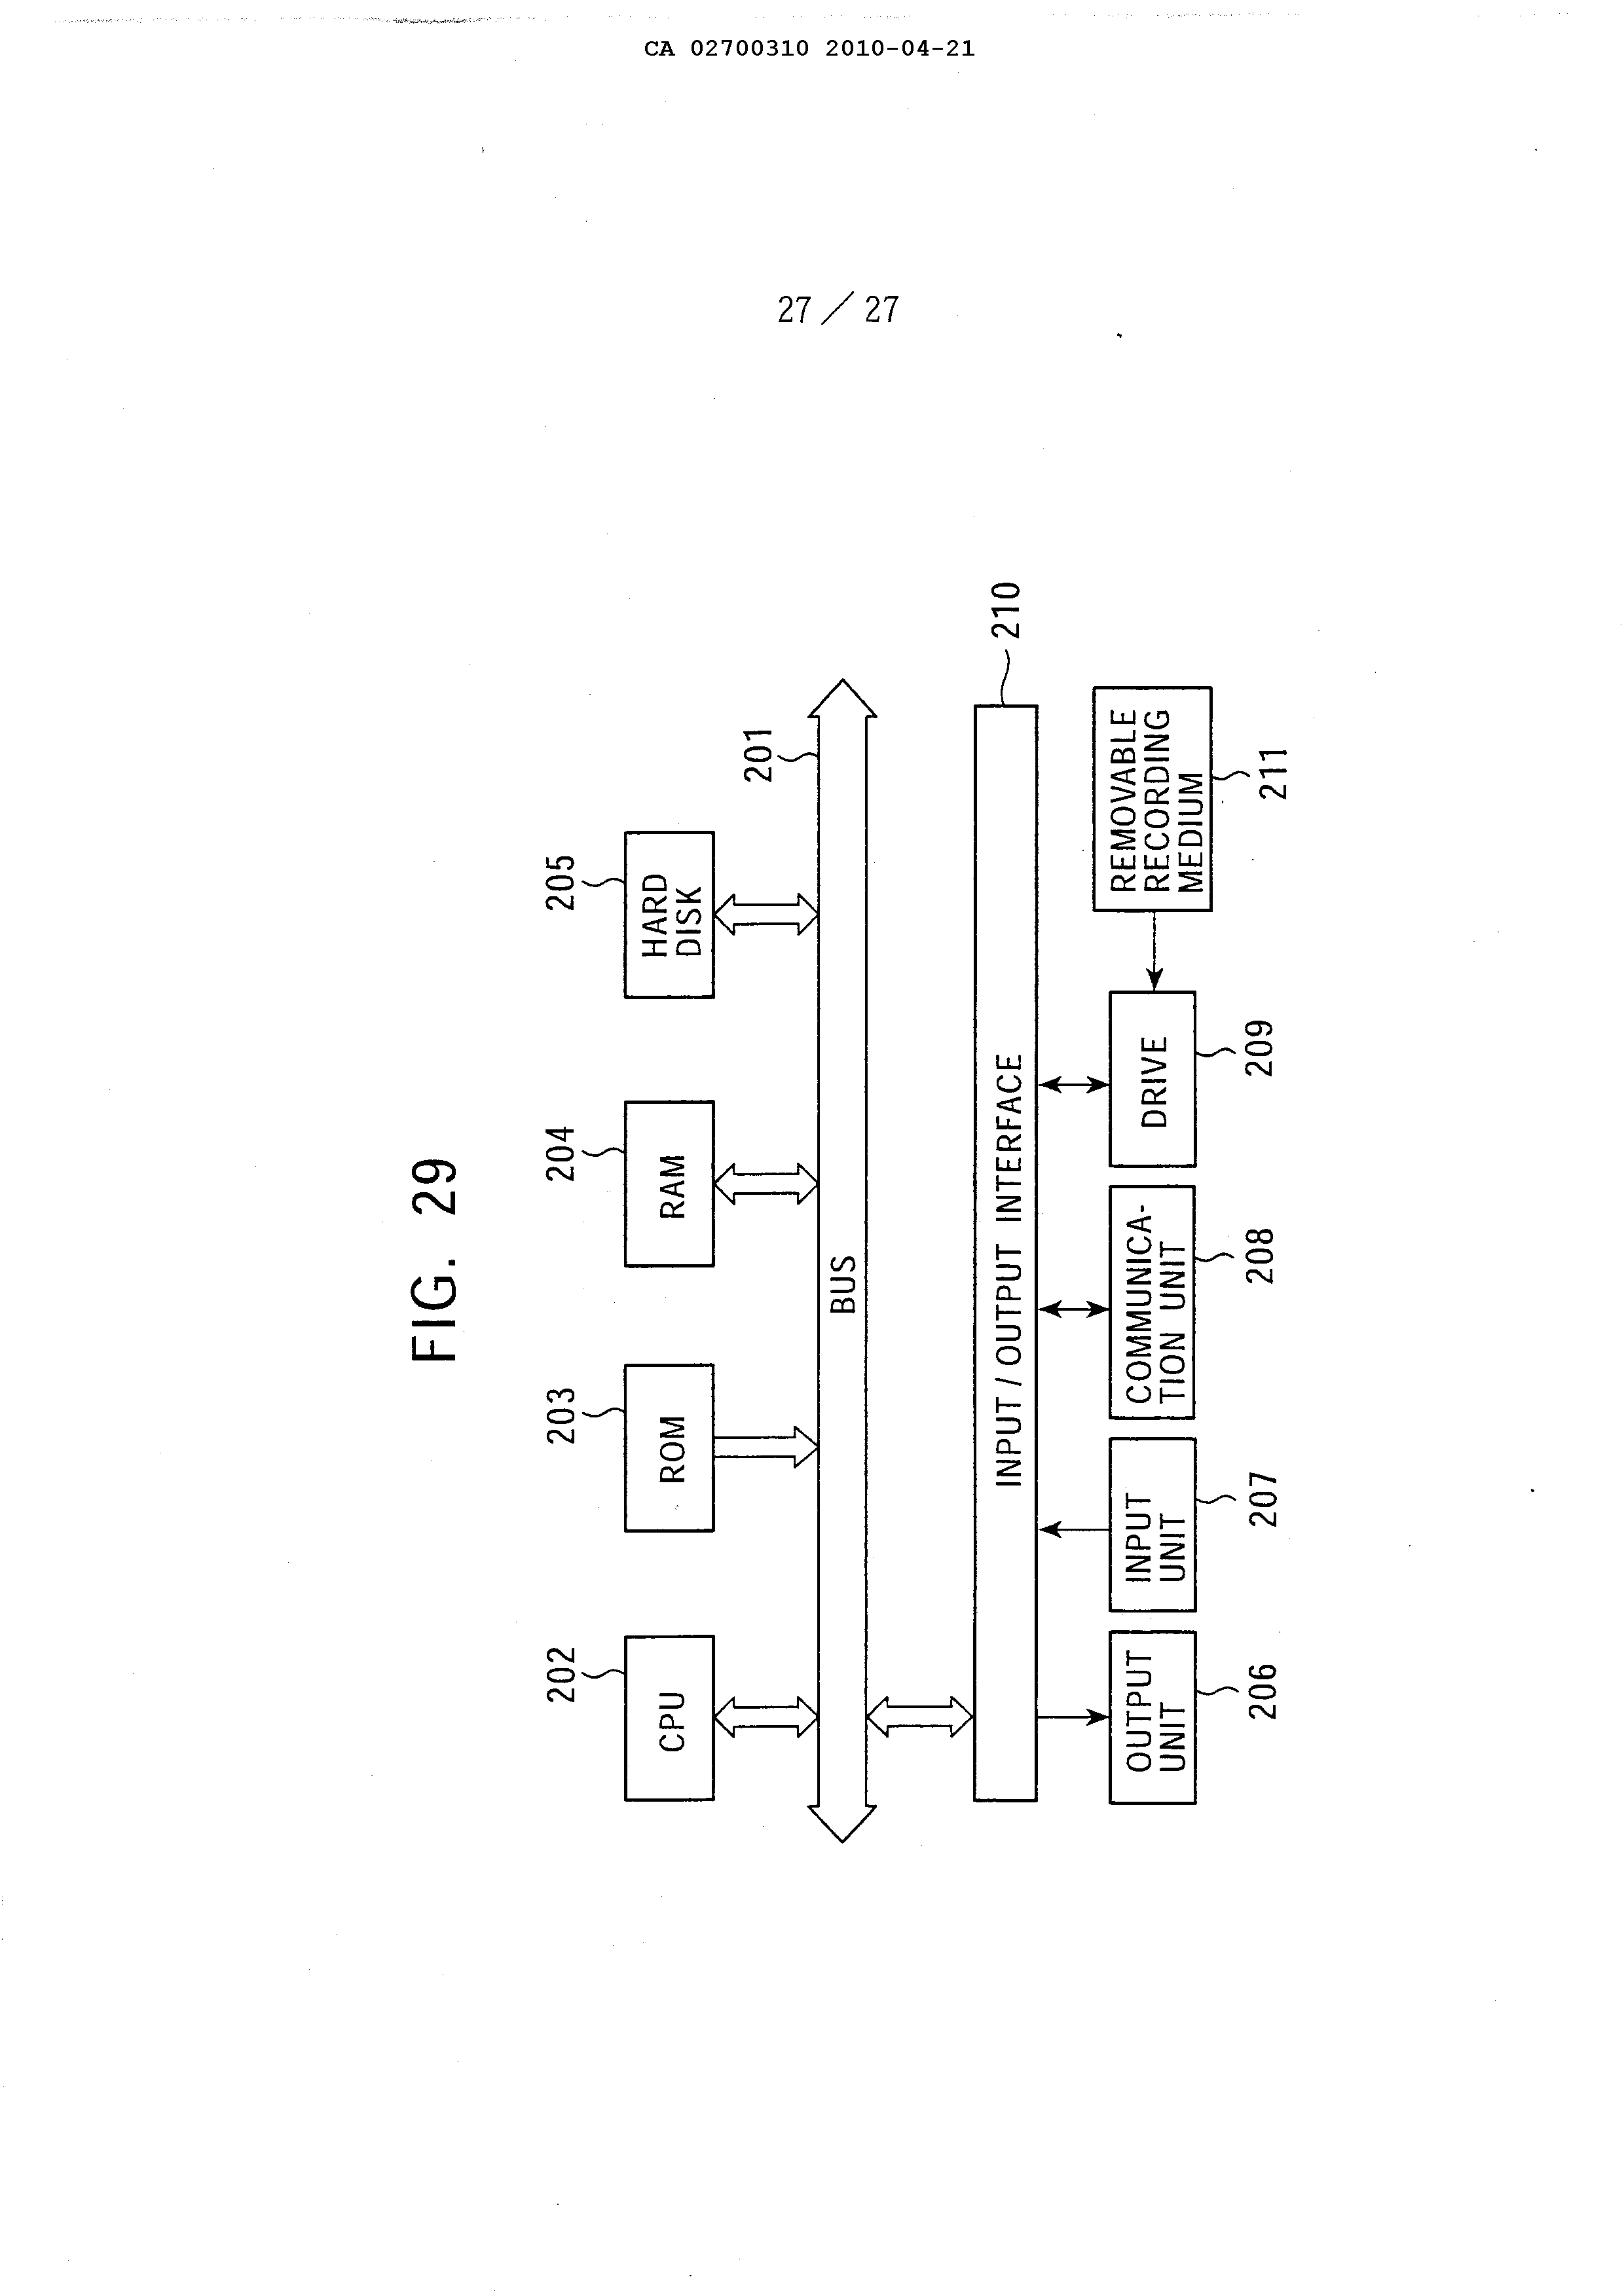 CA 02700310 2010-04-21
27 / 27
FIG. 29
202
203
204
205
CPU
ROM
RAM
HARD
DISK
201
BUS
210
INPUT / OUTPUT INTERFACE
OUTPUT
UNIT
INPUT
UNIT
COMMUNICA-
TION UNIT
DRIVE
REMOVABLE
RECORDING
MEDIUM
206
207
208
209
211